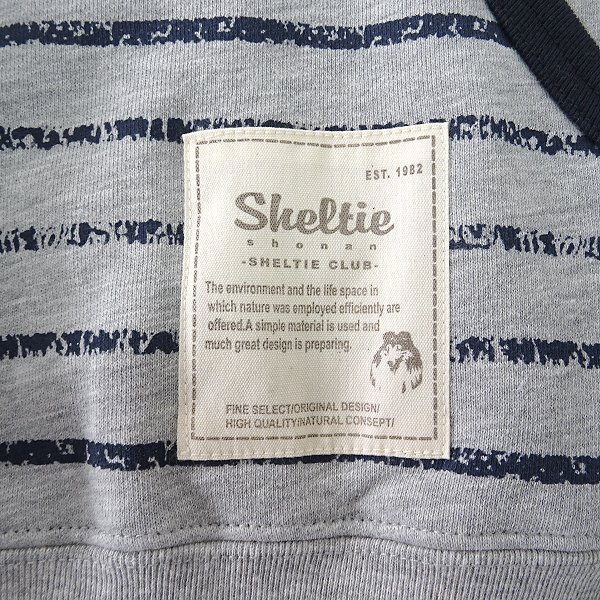 EST. 1982
Sheltie
shonan
-SHELTIE CLUB-
The environment and the life space in
which nature was employed efficiently are
offered.A simple material is used and
much great design is preparing.
FINE SELECT/ORIGINAL DESIGN/
HIGH QUALITY/NATURAL CONSEPT/